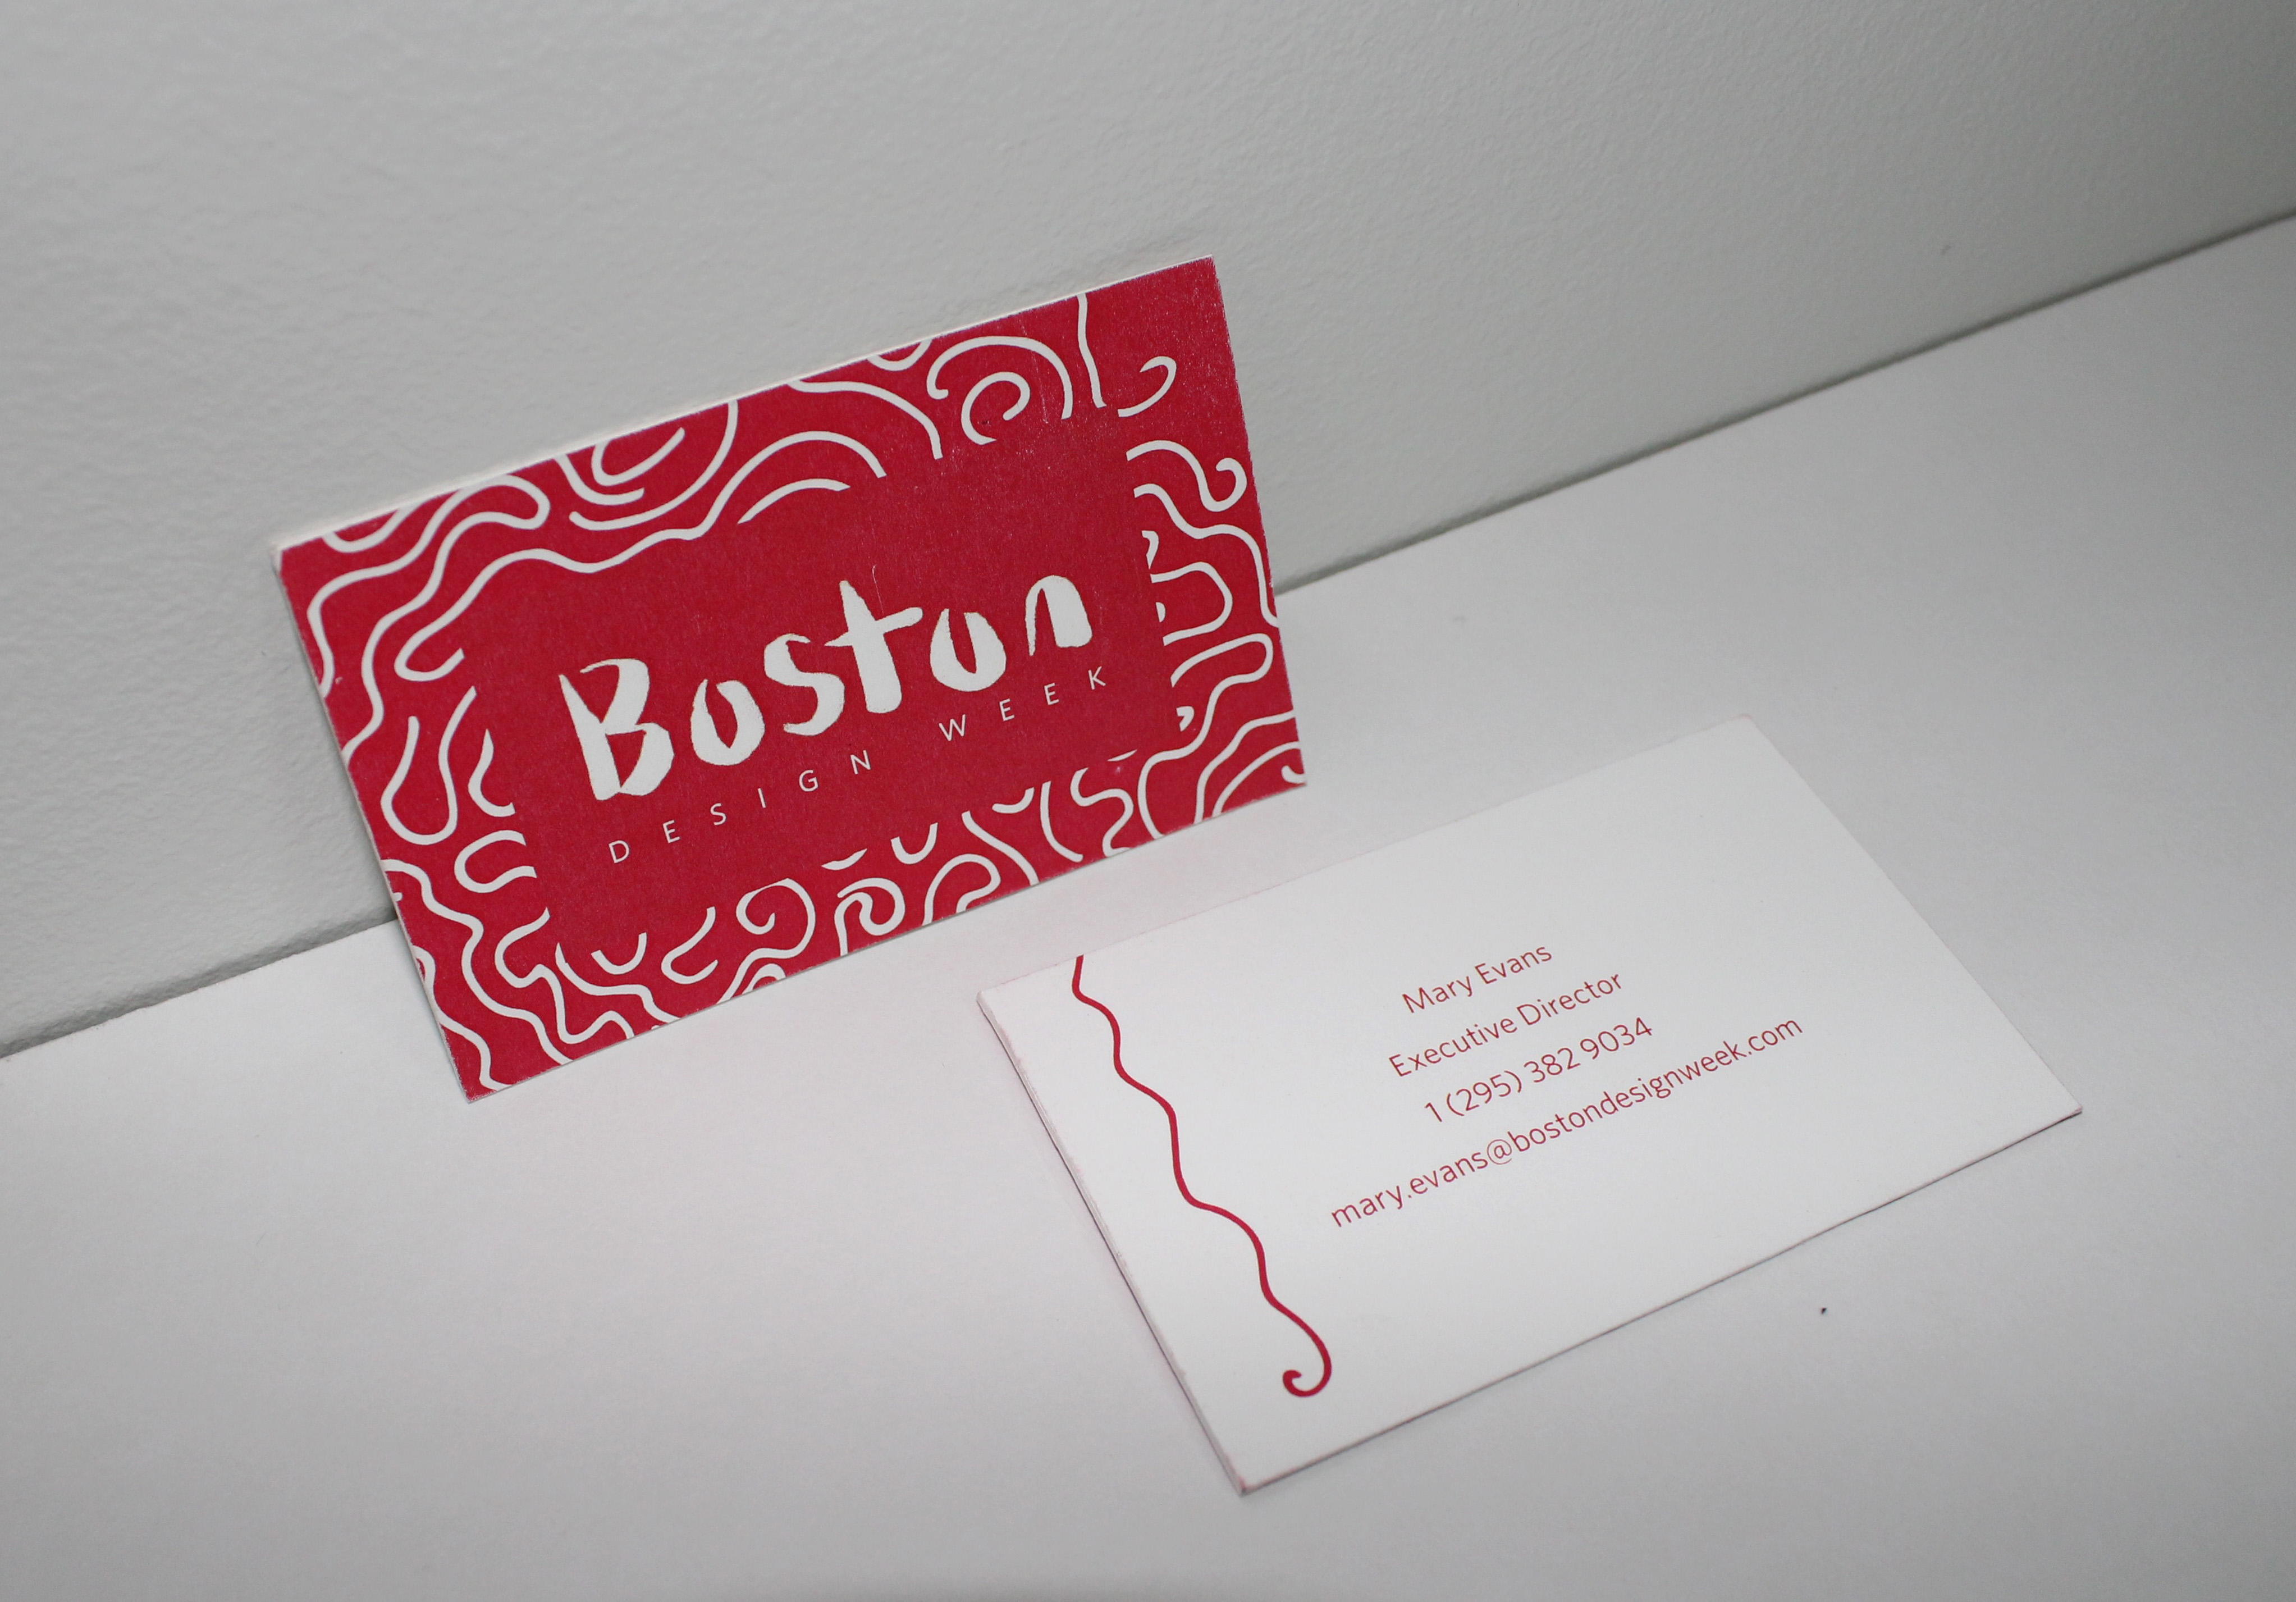 Boston
DESIGN WEEK
Mary Evans
Executive Director
1 (295) 382 9034
mary.evans@bostondesignweek.com